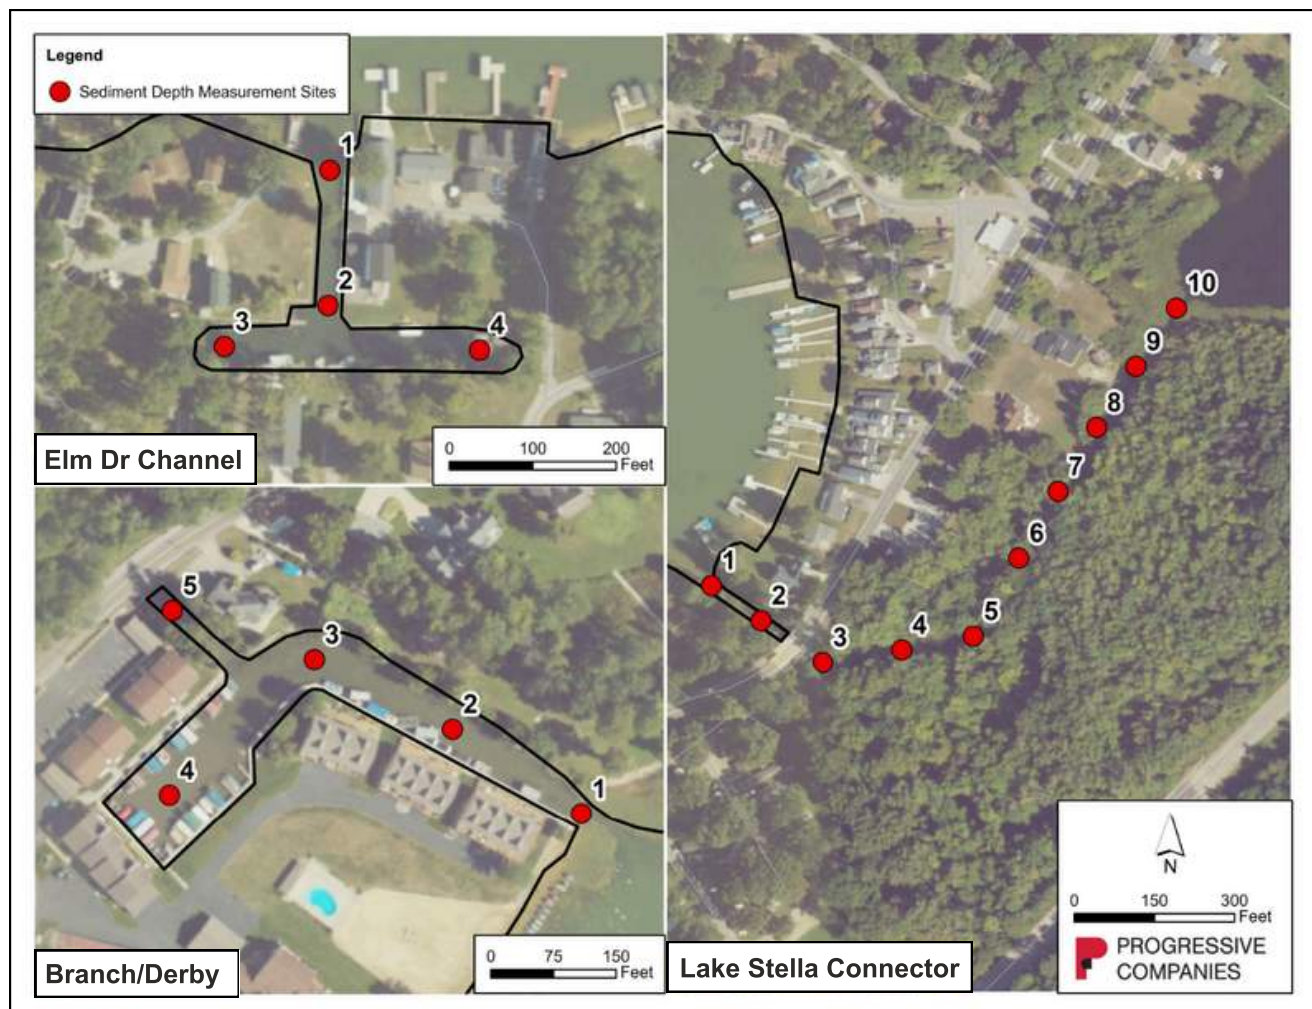 Legend
Sediment Depth Measurement Sites
1
2
3
4
0 100 200
Feet
Elm Dr Channel
5
3
2
4
1
0 75 150
Feet
Branch/Derby
10
9
8
7
6
1
2
5
4
3
N
0 150 300
Feet
PROGRESSIVE
COMPANIES
Lake Stella Connector